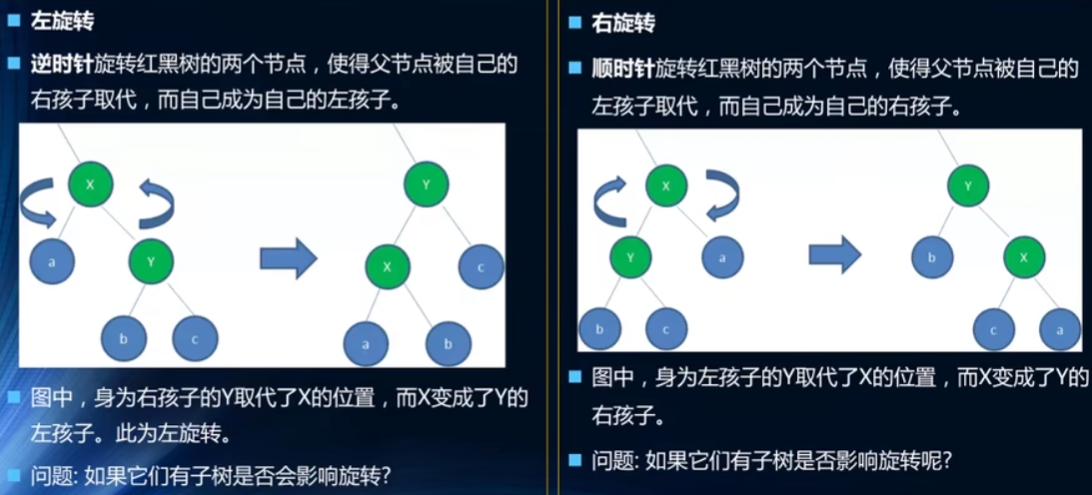 左旋转
逆时针旋转红黑树的两个节点，使得父节点被自己的
右孩子取代，而自己成为自己的左孩子。
X
a
Y
b
c
Y
X
c
a
b
图中，身为右孩子的Y取代了X的位置，而X变成了Y的
左孩子。此为左旋转。
问题: 如果它们有子树是否会影响旋转?
右旋转
顺时针旋转红黑树的两个节点，使得父节点被自己的
左孩子取代，而自己成为自己的右孩子。
X
Y
a
b
c
Y
b
X
c
a
图中，身为左孩子的Y取代了X的位置，而X变成了Y的
右孩子。
问题: 如果它们有子树是否影响旋转呢?